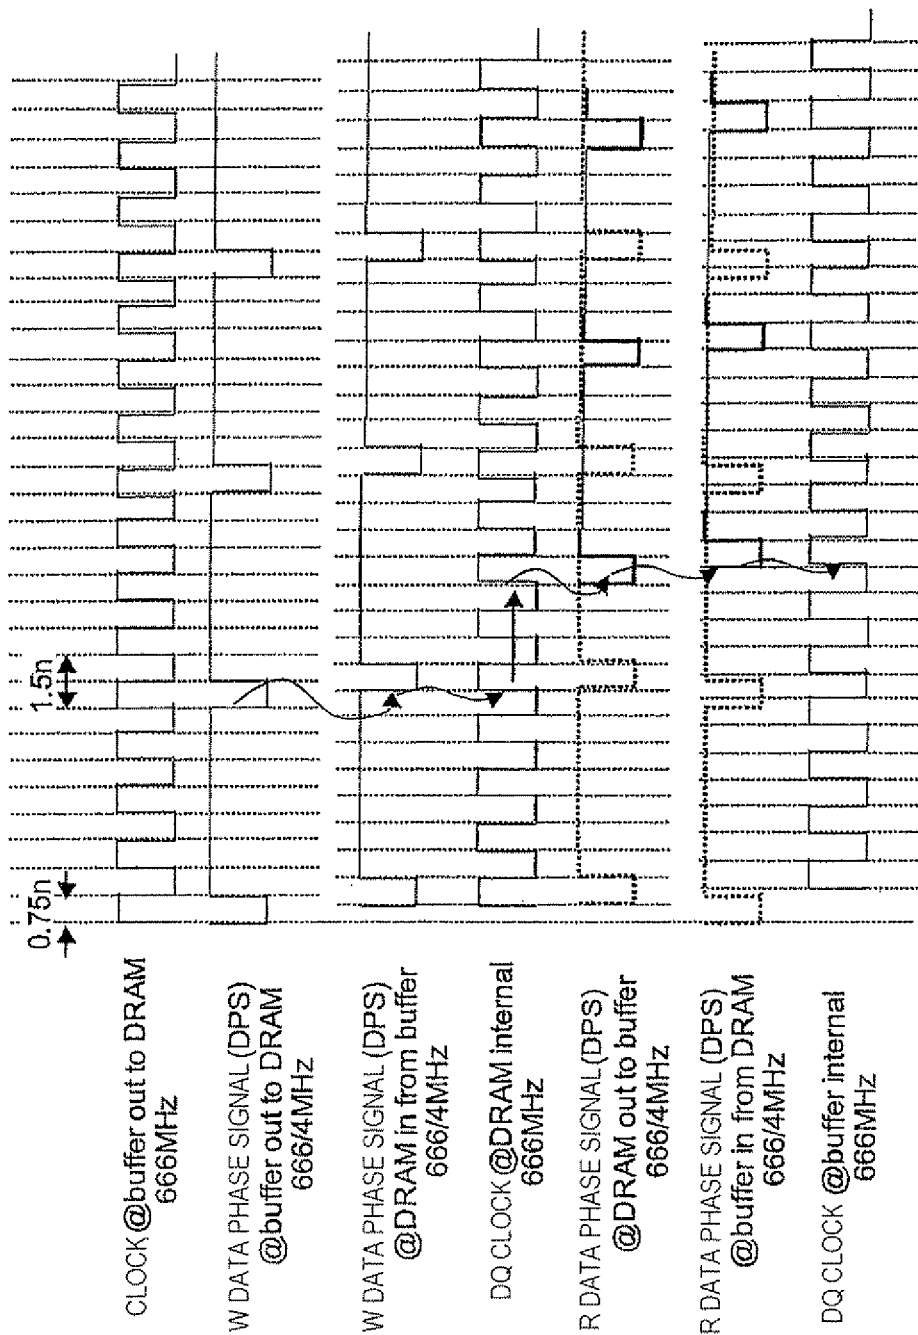 0.75n
1.5n
CLOCK@buffer out to DRAM
666MHz
W DATA PHASE SIGNAL (DPS)
@buffer out to DRAM
666/4MHz
W DATA PHASE SIGNAL (DPS)
@DRAM in from buffer
666/4MHz
DQ CLOCK @DRAM internal
666MHz
R DATA PHASE SIGNAL (DPS)
@DRAM out to buffer
666/4MHz
R DATA PHASE SIGNAL (DPS)
@buffer in from DRAM
666/4MHz
DQ CLOCK @buffer internal
666MHz